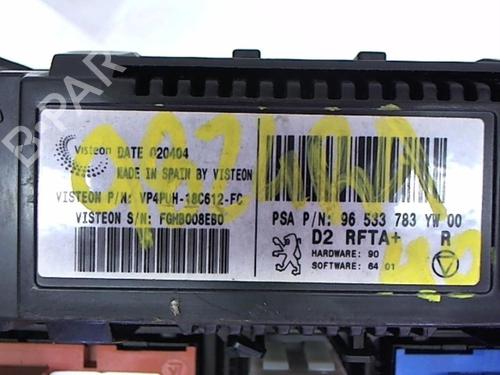 B-PARTS
Visteon DATE 020404
MADE IN SPAIN BY VISTEON
VISTEON P/N: VP4PUH-18C612-FC
VISTEON S/N: FGMB008EB0
PSA P/N: 96 533 783 YW 00
D2 RFTA+ R
HARDWARE: 90
SOFTWARE: 64 01